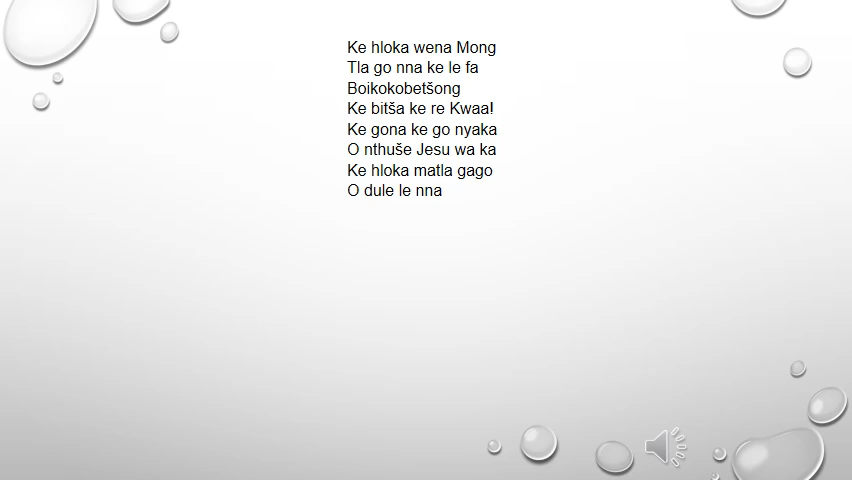 Ke hloka wena Mong
Tla go nna ke le fa
Boikokobetšong
Ke bitša ke re Kwaa!
Ke gona ke go nyaka
O nthuše Jesu wa ka
Ke hloka matla gago
O dule le nna